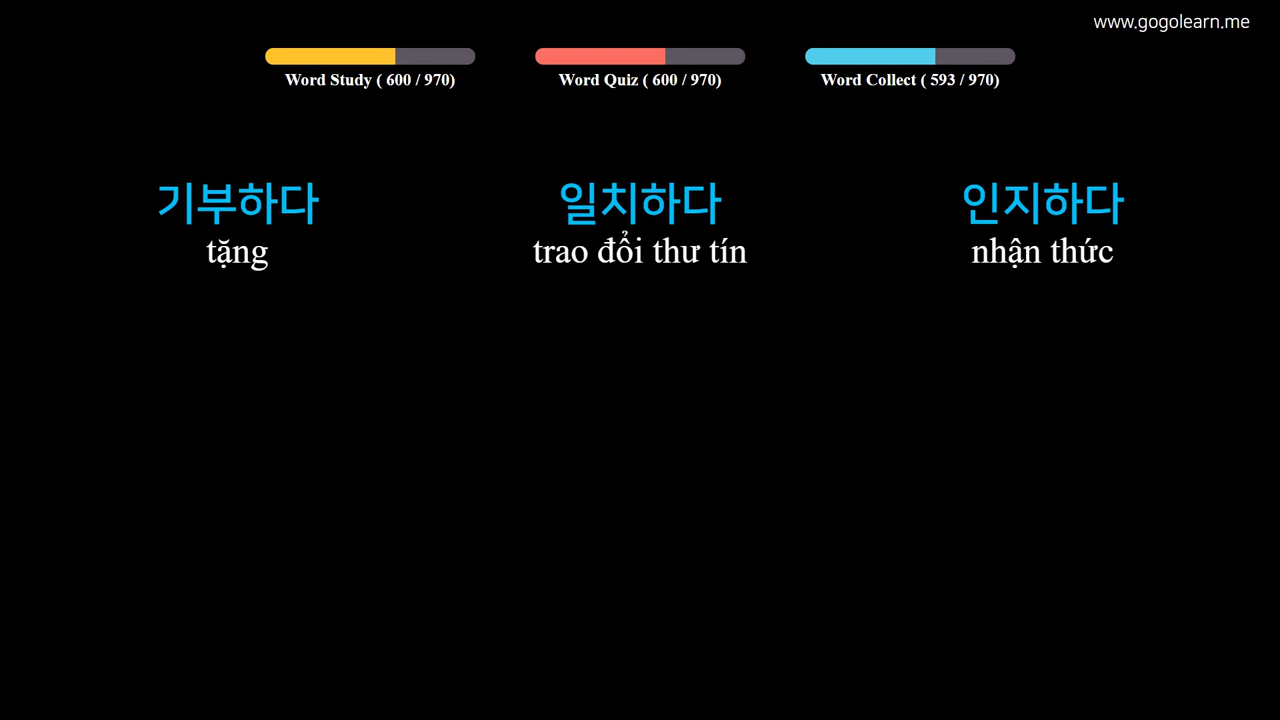 www.gogolearn.me
Word Study ( 600 / 970)
Word Quiz ( 600 / 970)
Word Collect ( 593 / 970)
기부하다
tặng
일치하다
trao đổi thư tín
인지하다
nhận thức